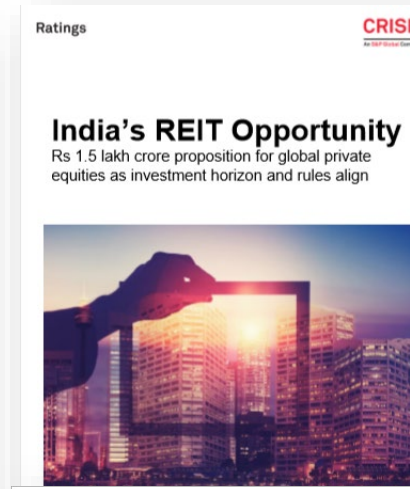 Ratings
India's REIT Opportunity
Rs 1.5 lakh crore proposition for global private
equities as investment horizon and rules align